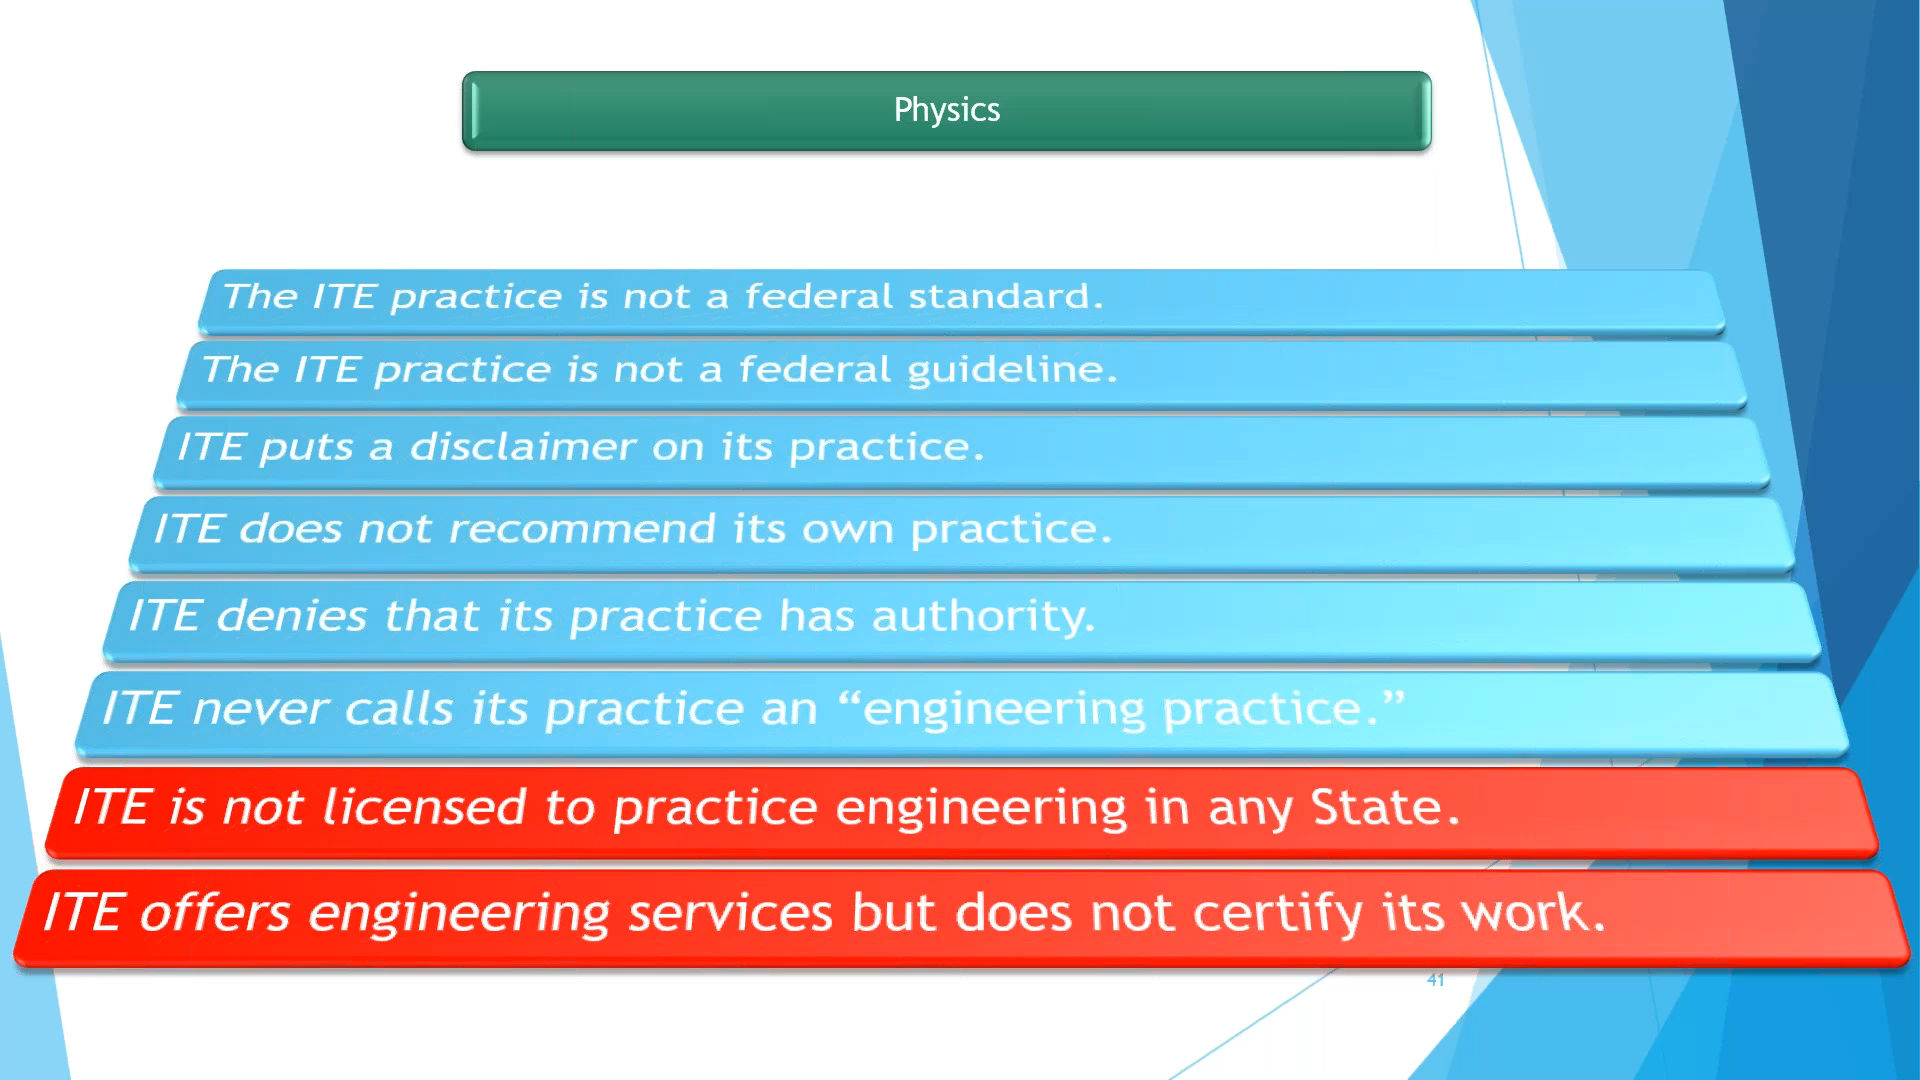 Physics
The ITE practice is not a federal standard.
The ITE practice is not a federal guideline.
ITE puts a disclaimer on its practice.
ITE does not recommend its own practice.
ITE denies that its practice has authority.
ITE never calls its practice an “engineering practice.”
ITE is not licensed to practice engineering in any State.
ITE offers engineering services but does not certify its work.
41